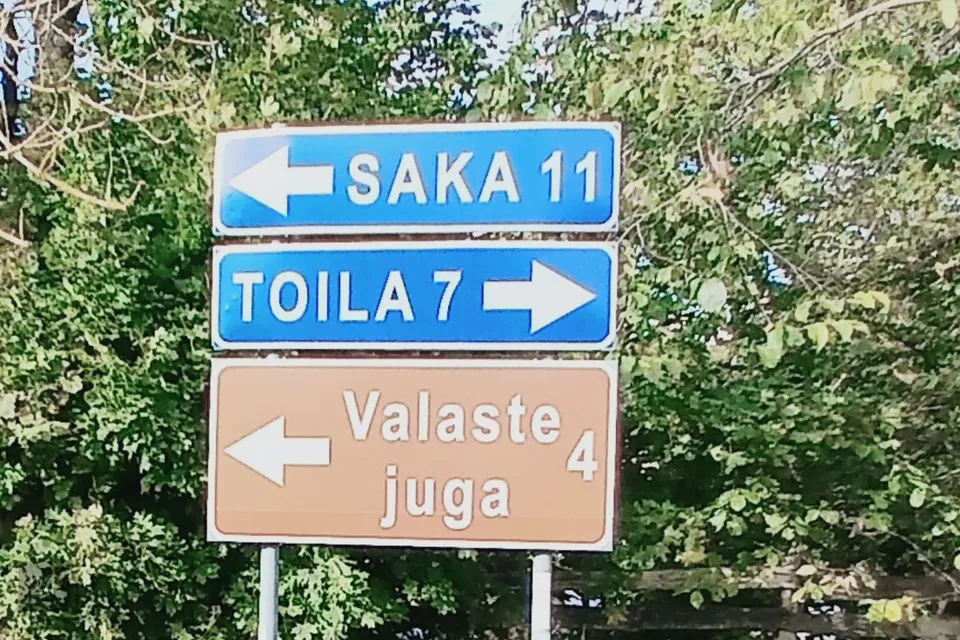 SAKA 11
TOILA 7
Valaste
juga 4